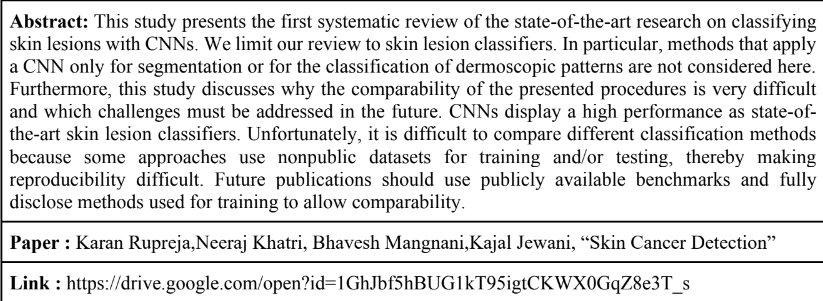 Abstract: This study presents the first systematic review of the state-of-the-art research on classifying
skin lesions with CNNs. We limit our review to skin lesion classifiers. In particular, methods that apply
a CNN only for segmentation or for the classification of dermoscopic patterns are not considered here.
Furthermore, this study discusses why the comparability of the presented procedures is very difficult
and which challenges must be addressed in the future. CNNs display a high performance as state-of-
the-art skin lesion classifiers. Unfortunately, it is difficult to compare different classification methods
because some approaches use nonpublic datasets for training and/or testing, thereby making
reproducibility difficult. Future publications should use publicly available benchmarks and fully
disclose methods used for training to allow comparability.
Paper : Karan Rupreja,Neeraj Khatri, Bhavesh Mangnani,Kajal Jewani, “Skin Cancer Detection”
Link : https://drive.google.com/open?id=1GhJbf5hBUG1kT95igtCKWX0GqZ8e3T_s